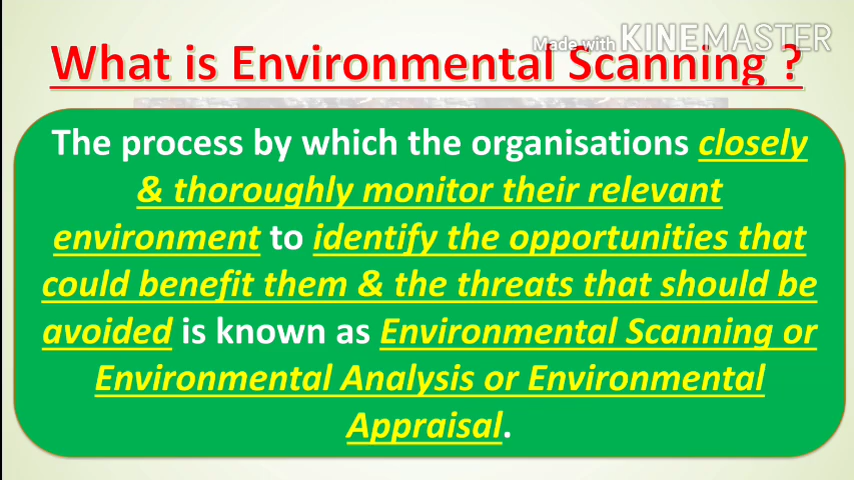 Made with KINEMASTER
What is Environmental Scanning ?
The process by which the organisations closely
& thoroughly monitor their relevant
environment to identify the opportunities that
could benefit them & the threats that should be
avoided is known as Environmental Scanning or
Environmental Analysis or Environmental
Appraisal.